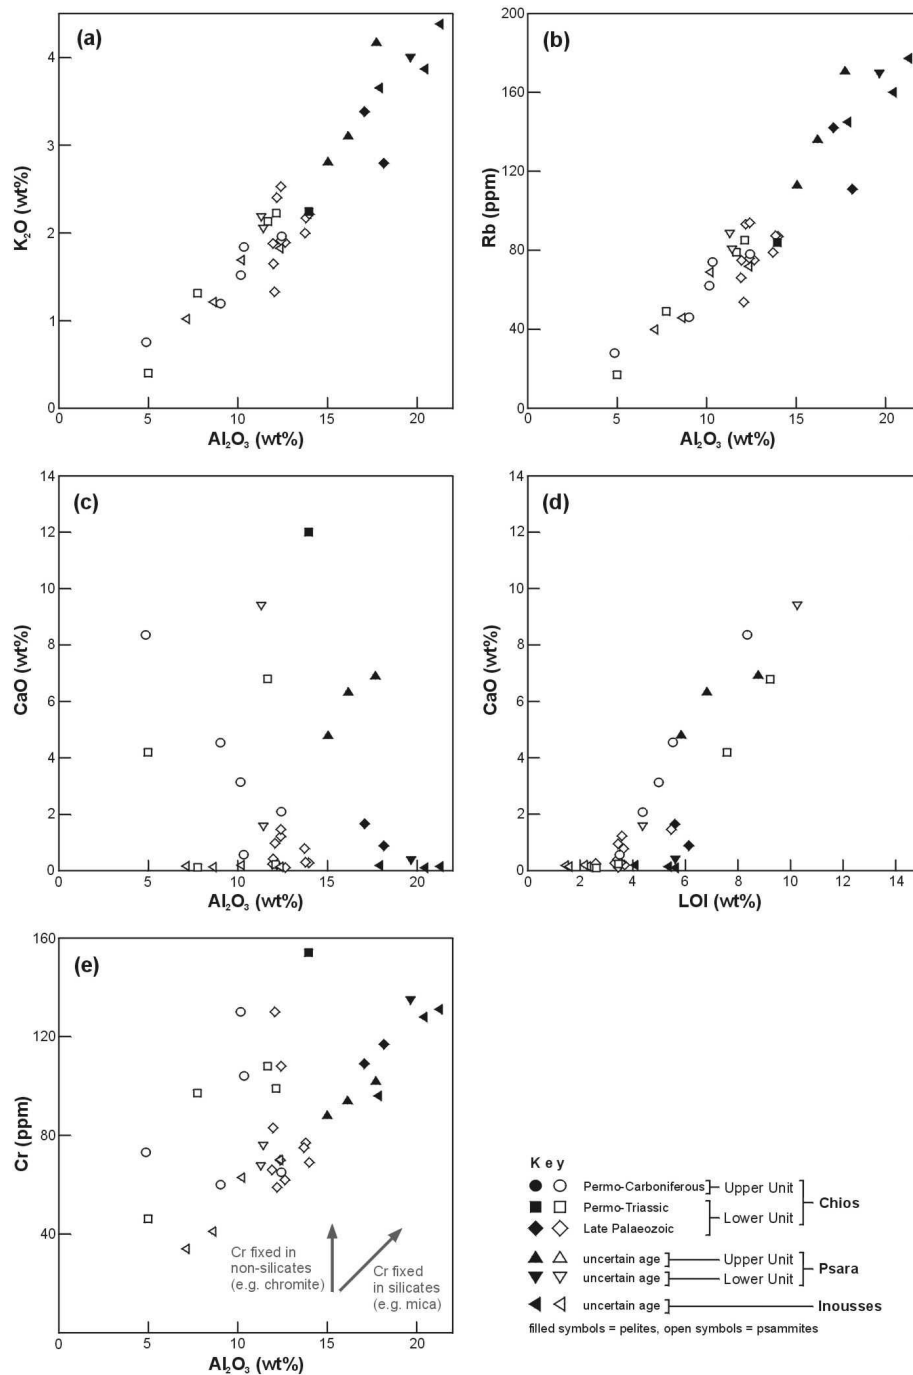 (a)
K₂O (wt%)
4
3
2
1
0
0
5
10
15
20
Al₂O₃ (wt%)
(b)
Rb (ppm)
200
160
120
80
40
0
0
5
10
15
20
Al₂O₃ (wt%)
(c)
CaO (wt%)
14
12
10
8
6
4
2
0
0
5
10
15
20
Al₂O₃ (wt%)
(d)
CaO (wt%)
14
12
10
8
6
4
2
0
0 2 4 6 8 10 12 14
LOI (wt%)
(e)
Cr (ppm)
160
120
80
40
0
0
5
10
15
20
Al₂O₃ (wt%)
Cr fixed in
non-silicates
(e.g. chromite)
Cr fixed
in silicates
(e.g. mica)
Key
Permo-Carboniferous Upper Unit
Permo-Triassic
Late Palaeozoic
Lower Unit
Chios
uncertain age Upper Unit
uncertain age Lower Unit
Psara
uncertain age Inousses
filled symbols = pelites, open symbols = psammites